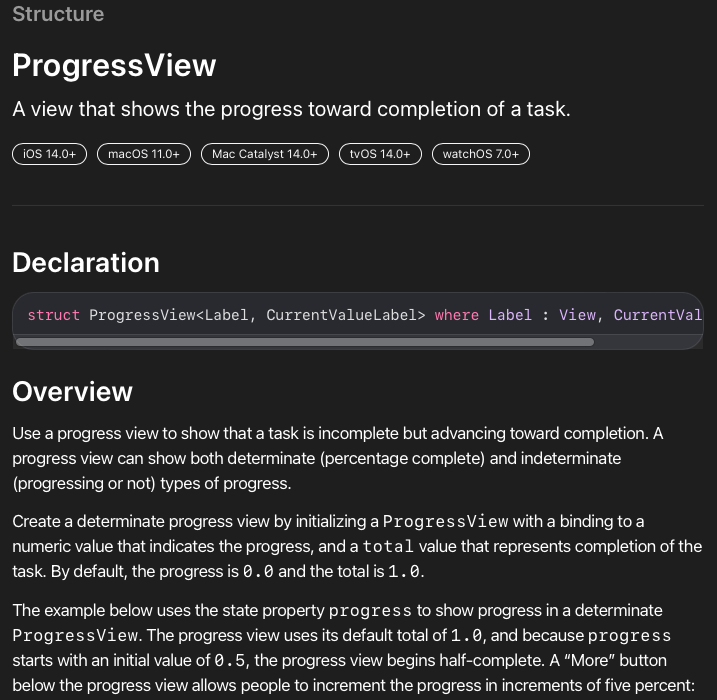 Structure
ProgressView
A view that shows the progress toward completion of a task.
iOS 14.0+ macOS 11.0+ Mac Catalyst 14.0+ tvOS 14.0+ watchOS 7.0+
Declaration
struct ProgressView<Label, CurrentValueLabel> where Label : View, CurrentVal
Overview
Use a progress view to show that a task is incomplete but advancing toward completion. A
progress view can show both determinate (percentage complete) and indeterminate
(progressing or not) types of progress.
Create a determinate progress view by initializing a ProgressView with a binding to a
numeric value that indicates the progress, and a total value that represents completion of the
task. By default, the progress is 0.0 and the total is 1.0.
The example below uses the state property progress to show progress in a determinate
ProgressView. The progress view uses its default total of 1.0, and because progress
starts with an initial value of 0.5, the progress view begins half-complete. A “More” button
below the progress view allows people to increment the progress in increments of five percent: